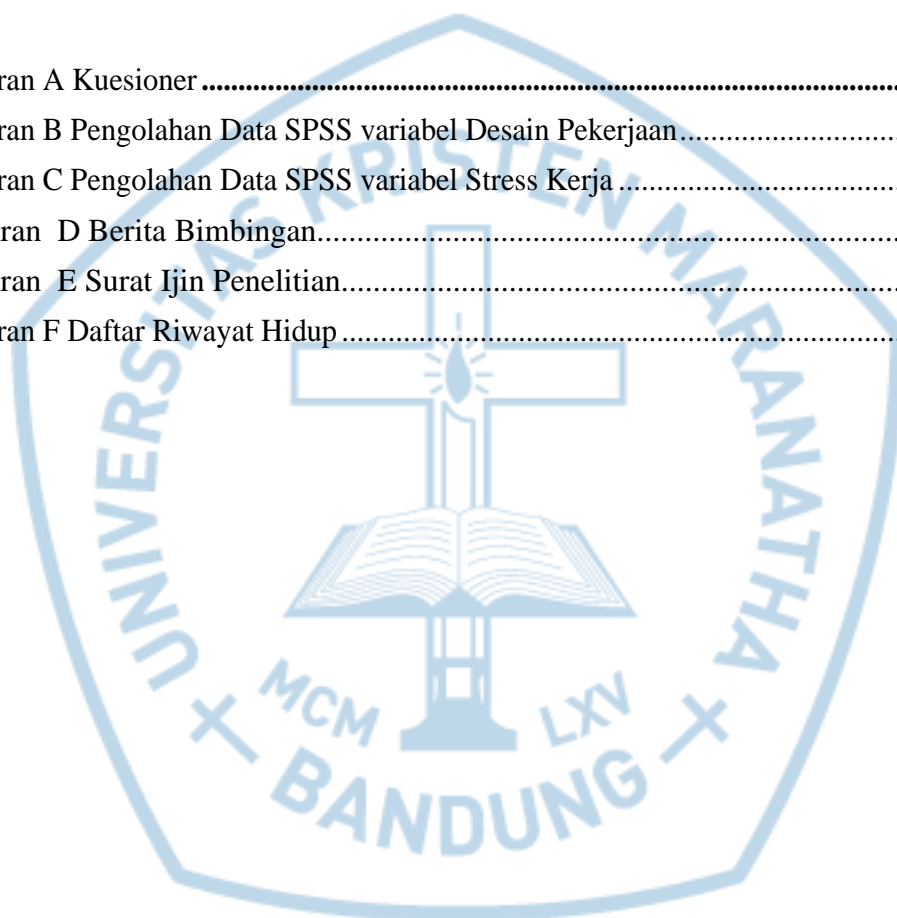 ran A Kuesioner ........................................................................................
ran B Pengolahan Data SPSS variabel Desain Pekerjaan ............................
ran C Pengolahan Data SPSS variabel Stress Kerja ...................................
ran  D Berita Bimbingan.........................................................................
ran  E Surat Ijin Penelitian......................................................................
ran F Daftar Riwayat Hidup .....................................................................
UNIVERSITAS KRISTEN MARANATHA
MCM LXV
BANDUNG